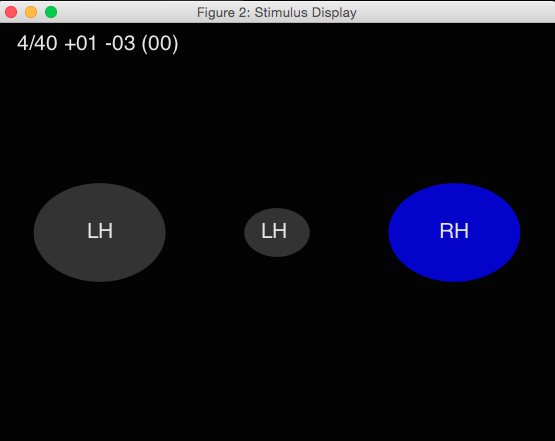 Figure 2: Stimulus Display
4/40 +01 -03 (00)
LH LH RH